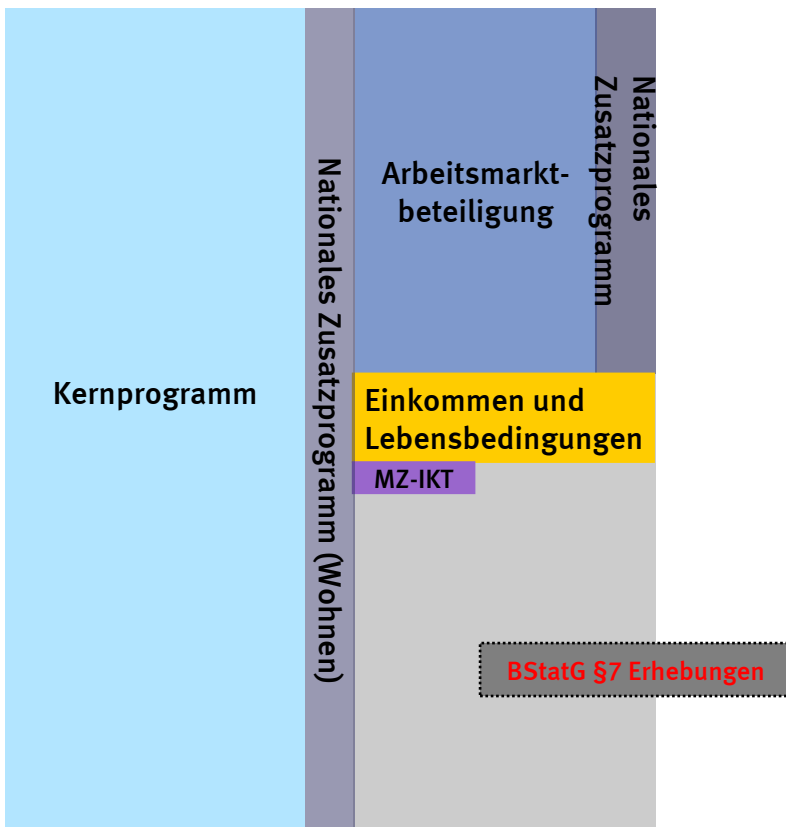 Kernprogramm
Nationales Zusatzprogramm (Wohnen)
Arbeitsmarkt-
beteiligung
Nationales
Zusatzprogramm
Einkommen und
Lebensbedingungen
MZ-IKT
BStatG §7 Erhebungen